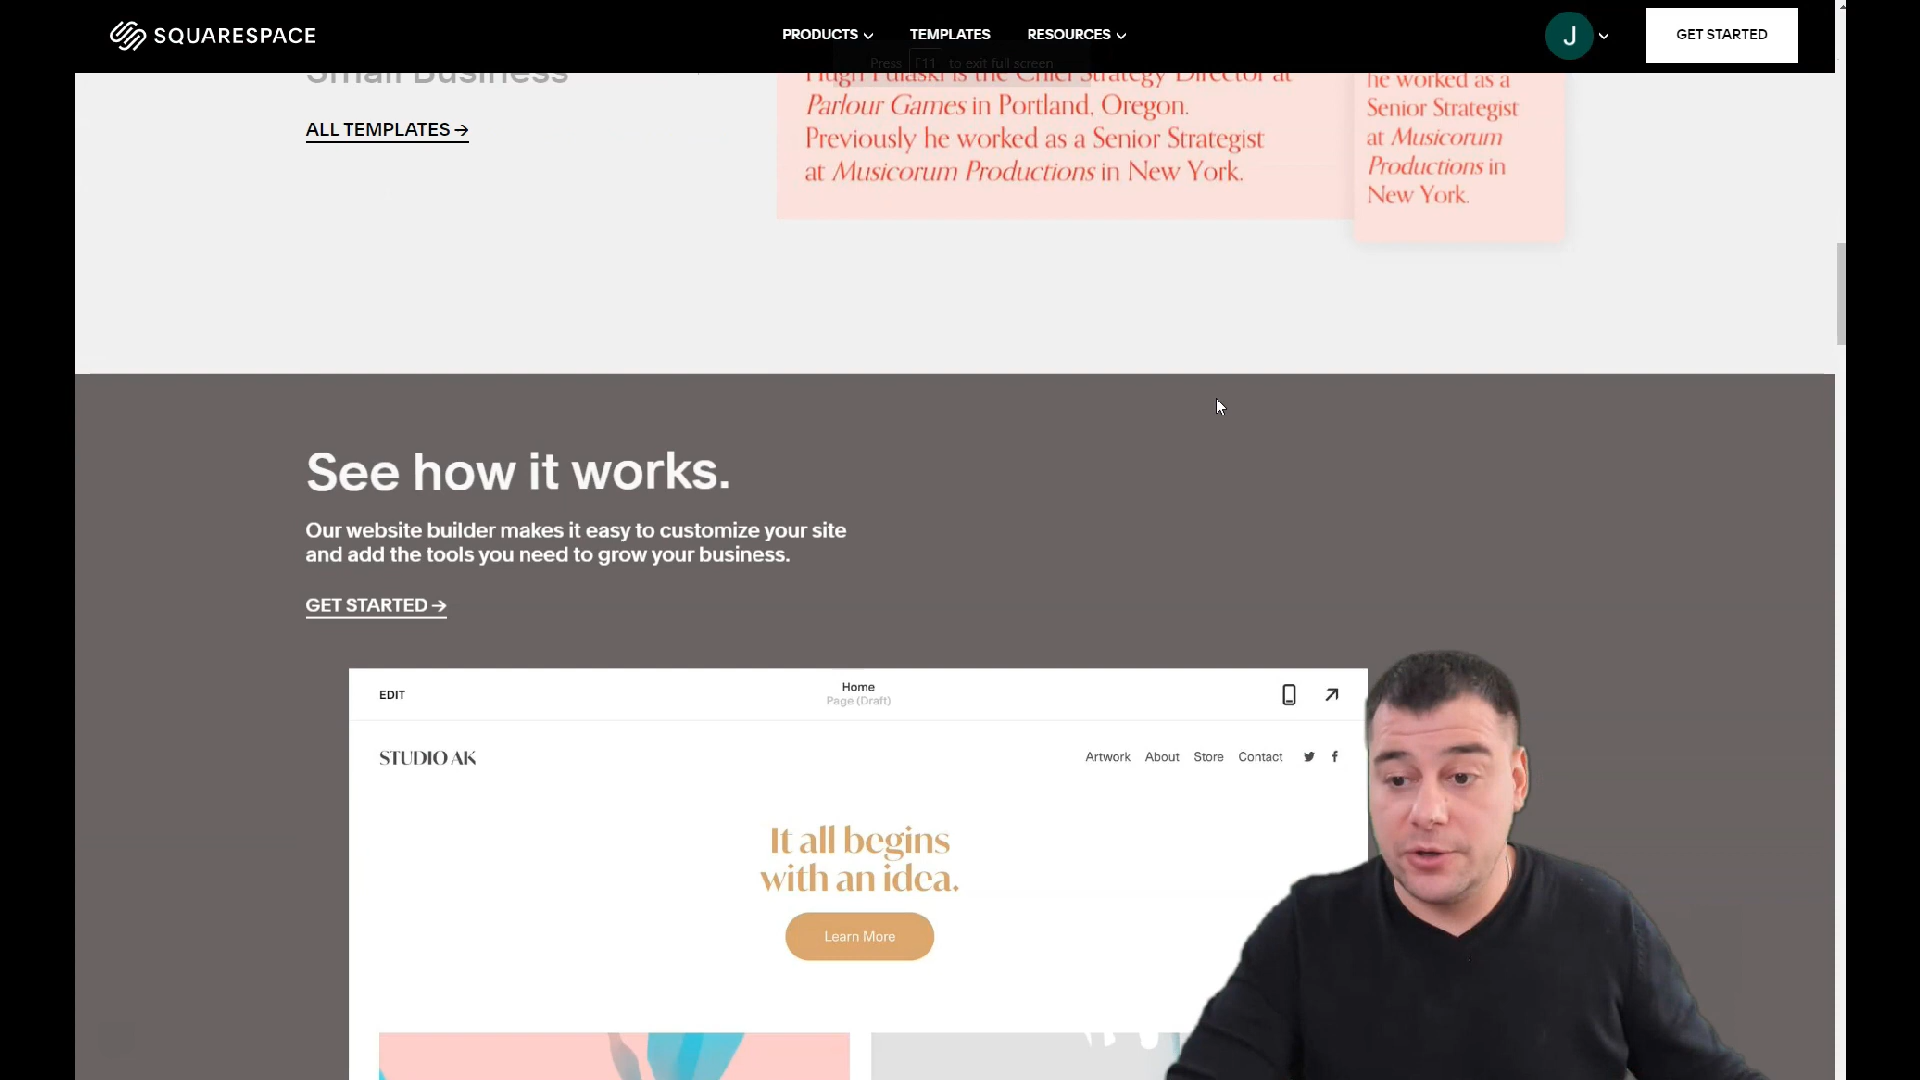 SQUARESPACE
PRODUCTS
TEMPLATES
RESOURCES
J
GET STARTED
Press F11 to exit full screen
Small Business
ALL TEMPLATES →
Hugh Pulaski is the Chief Strategy Director at
Parlour Games in Portland, Oregon.
Previously he worked as a Senior Strategist
at Musicorum Productions in New York.
he worked as a
Senior Strategist
at Musicorum
Productions in
New York.
See how it works.
Our website builder makes it easy to customize your site
and add the tools you need to grow your business.
GET STARTED →
EDIT
Home
Page (Draft)
STUDIO AK
Artwork
About
Store
Contact
It all begins
with an idea.
Learn More